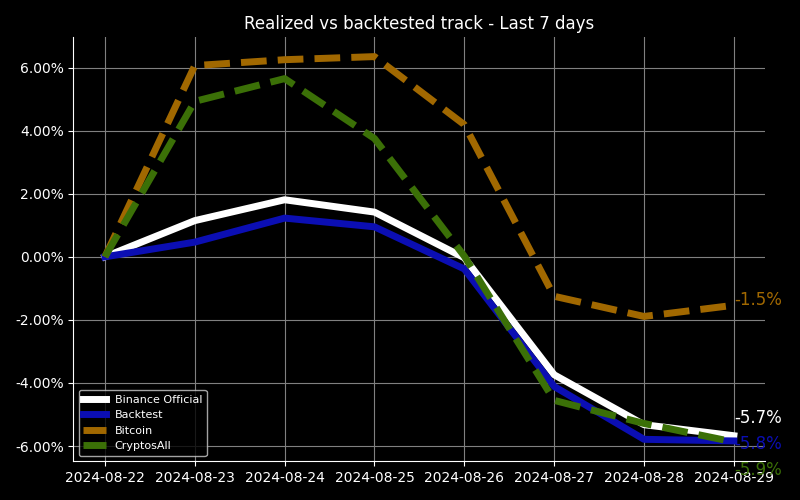 Realized vs backtested track - Last 7 days
6.00%
4.00%
2.00%
0.00%
-2.00%
-4.00%
-6.00%
Binance Official
Backtest
Bitcoin
CryptosAll
-1.5%
-5.7%
-5.8%
-5.9%
2024-08-22 2024-08-23 2024-08-24 2024-08-25 2024-08-26 2024-08-27 2024-08-28 2024-08-29